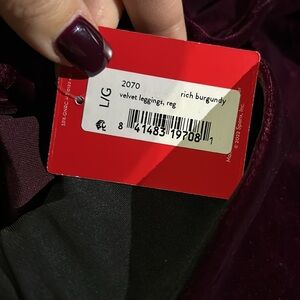 L/G
2070
velvet leggings, reg
rich burgundy
8 41483 19708 1